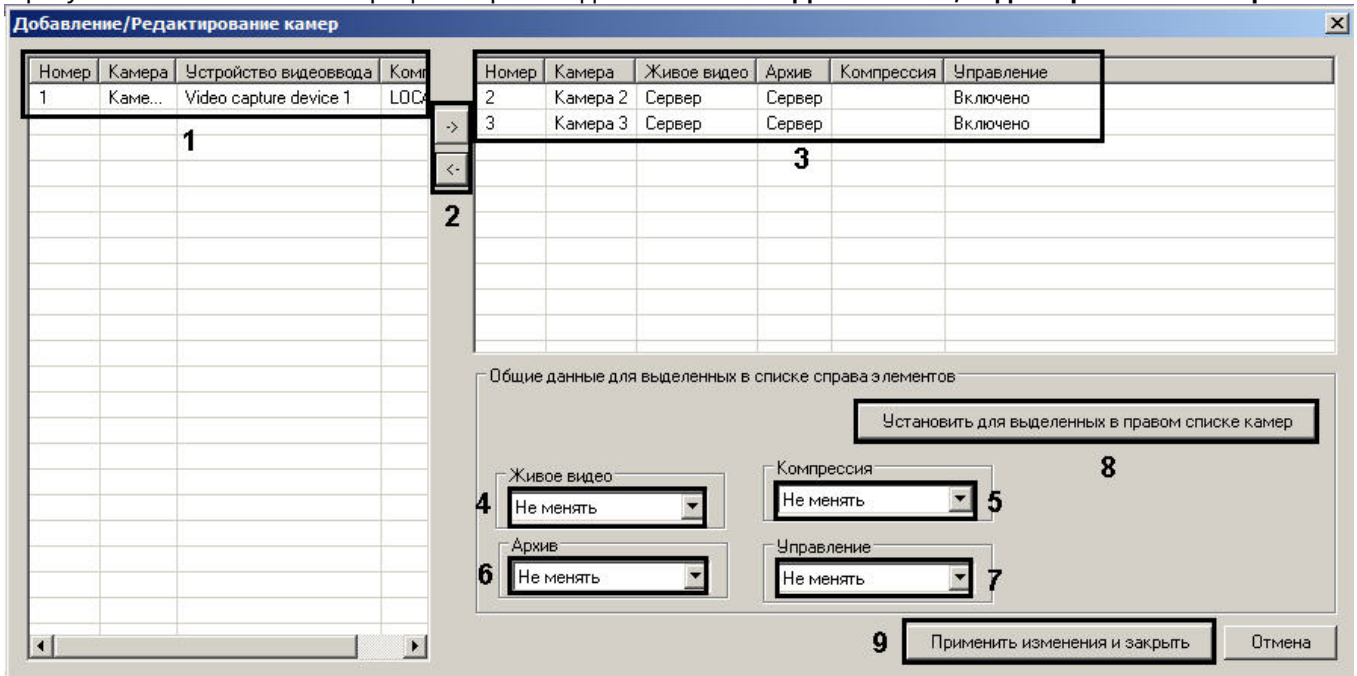 Добавление/Редактирование камер
Номер Камера Устройство видеоввода Комп
1 Каме... Video capture device 1 LOCA
1
->
<-
2
Номер Камера Живое видео Архив Компрессия Управление
2 Камера 2 Сервер Сервер Включено
3 Камера 3 Сервер Сервер Включено
3
Общие данные для выделенных в списке справа элементов
Установить для выделенных в правом списке камер
8
Живое видео
4 Не менять
Компрессия
Не менять 5
Архив
6 Не менять
Управление
Не менять 7
9 Применить изменения и закрыть Отмена